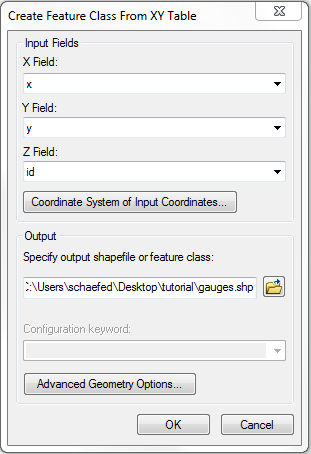 Create Feature Class From XY Table
Input Fields
X Field:
x
Y Field:
y
Z Field:
id
Coordinate System of Input Coordinates...
Output
Specify output shapefile or feature class:
:\Users\schaefed\Desktop\tutorial\gauges.shp
Configuration keyword:
Advanced Geometry Options...
OK
Cancel